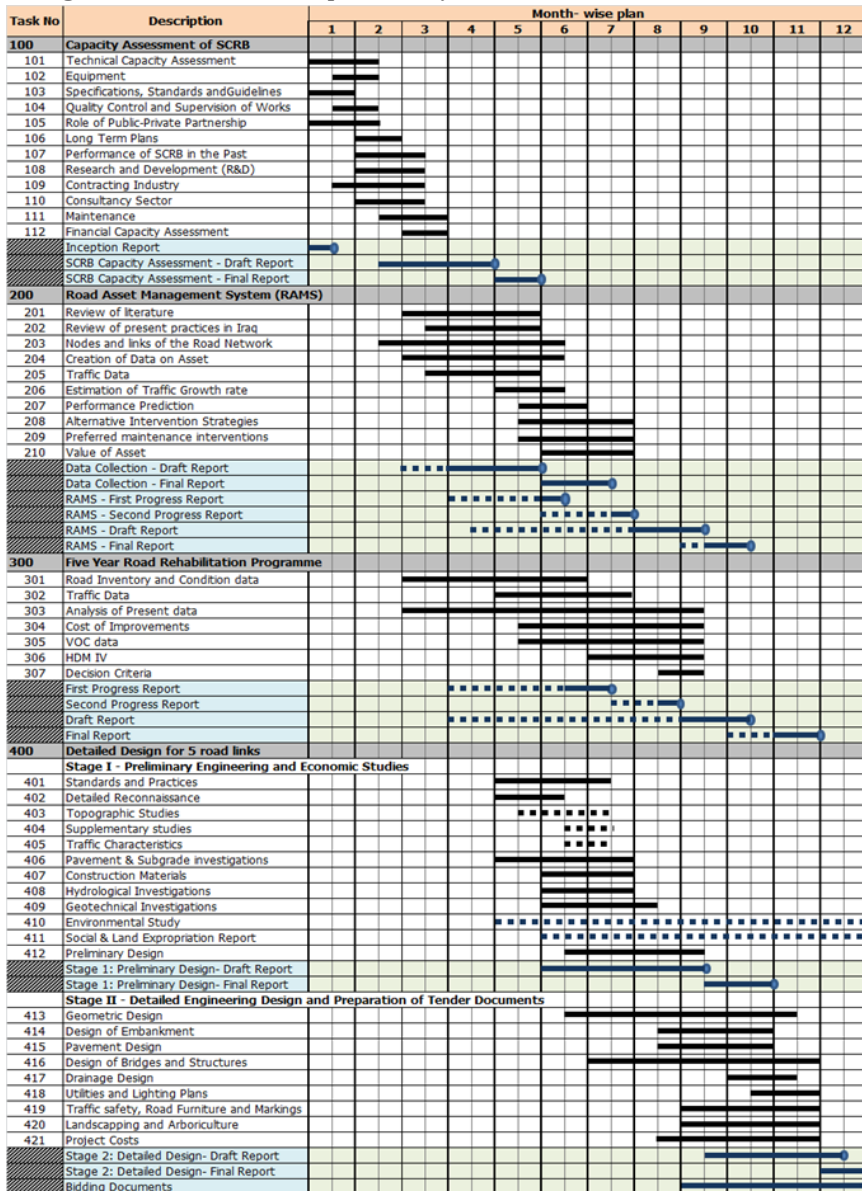 Task No Description Month- wise plan
1 2 3 4 5 6 7 8 9 10 11 12
100 Capacity Assessment of SCRB
101 Technical Capacity Assessment
102 Equipment
103 Specifications, Standards andGuidelines
104 Quality Control and Supervision of Works
105 Role of Public-Private Partnership
106 Long Term Plans
107 Performance of SCRB in the Past
108 Research and Development (R&D)
109 Contracting Industry
110 Consultancy Sector
111 Maintenance
112 Financial Capacity Assessment
Inception Report
SCRB Capacity Assessment - Draft Report
SCRB Capacity Assessment - Final Report
200 Road Asset Management System (RAMS)
201 Review of literature
202 Review of present practices in Iraq
203 Nodes and links of the Road Network
204 Creation of Data on Asset
205 Traffic Data
206 Estimation of Traffic Growth rate
207 Performance Prediction
208 Alternative Intervention Strategies
209 Preferred maintenance interventions
210 Value of Asset
Data Collection - Draft Report
Data Collection - Final Report
RAMS - First Progress Report
RAMS - Second Progress Report
RAMS - Draft Report
RAMS - Final Report
300 Five Year Road Rehabilitation Programme
301 Road Inventory and Condition data
302 Traffic Data
303 Analysis of Present data
304 Cost of Improvements
305 VOC data
306 HDM IV
307 Decision Criteria
First Progress Report
Second Progress Report
Draft Report
Final Report
400 Detailed Design for 5 road links
Stage I - Preliminary Engineering and Economic Studies
401 Standards and Practices
402 Detailed Reconnaissance
403 Topographic Studies
404 Supplementary studies
405 Traffic Characteristics
406 Pavement & Subgrade investigations
407 Construction Materials
408 Hydrological Investigations
409 Geotechnical Investigations
410 Environmental Study
411 Social & Land Expropriation Report
412 Preliminary Design
Stage 1: Preliminary Design- Draft Report
Stage 1: Preliminary Design- Final Report
Stage II - Detailed Engineering Design and Preparation of Tender Documents
413 Geometric Design
414 Design of Embankment
415 Pavement Design
416 Design of Bridges and Structures
417 Drainage Design
418 Utilities and Lighting Plans
419 Traffic safety, Road Furniture and Markings
420 Landscapping and Arboriculture
421 Project Costs
Stage 2: Detailed Design- Draft Report
Stage 2: Detailed Design- Final Report
Bidding Documents